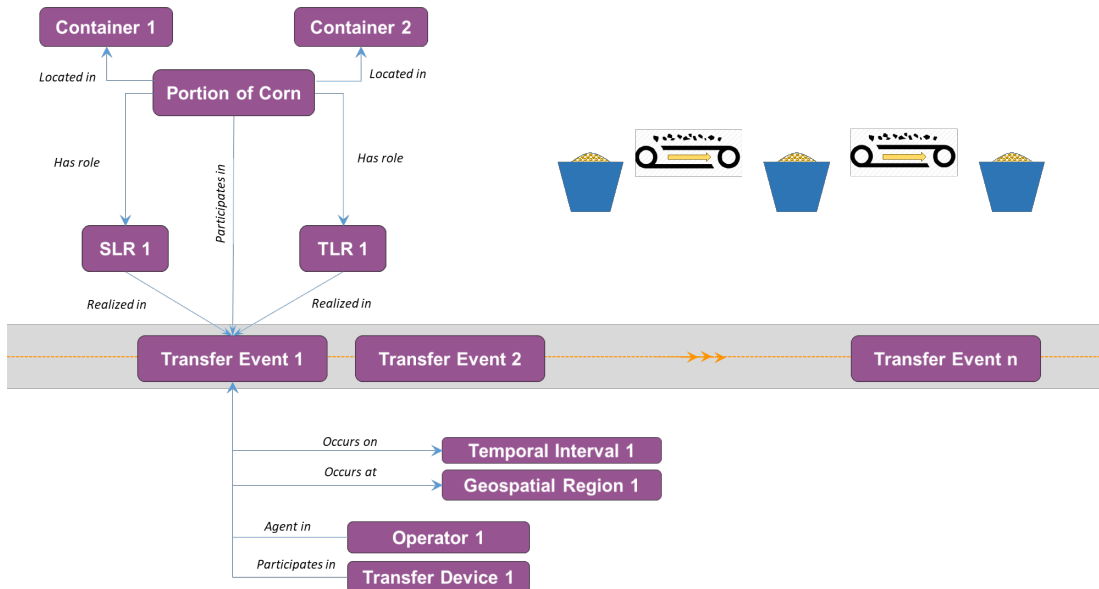 Container 1
Container 2
Located in
Located in
Portion of Corn
Has role
Participates in
Has role
SLR 1
TLR 1
Realized in
Realized in
Transfer Event 1
Transfer Event 2
Transfer Event n
Occurs on
Temporal Interval 1
Occurs at
Geospatial Region 1
Agent in
Operator 1
Participates in
Transfer Device 1